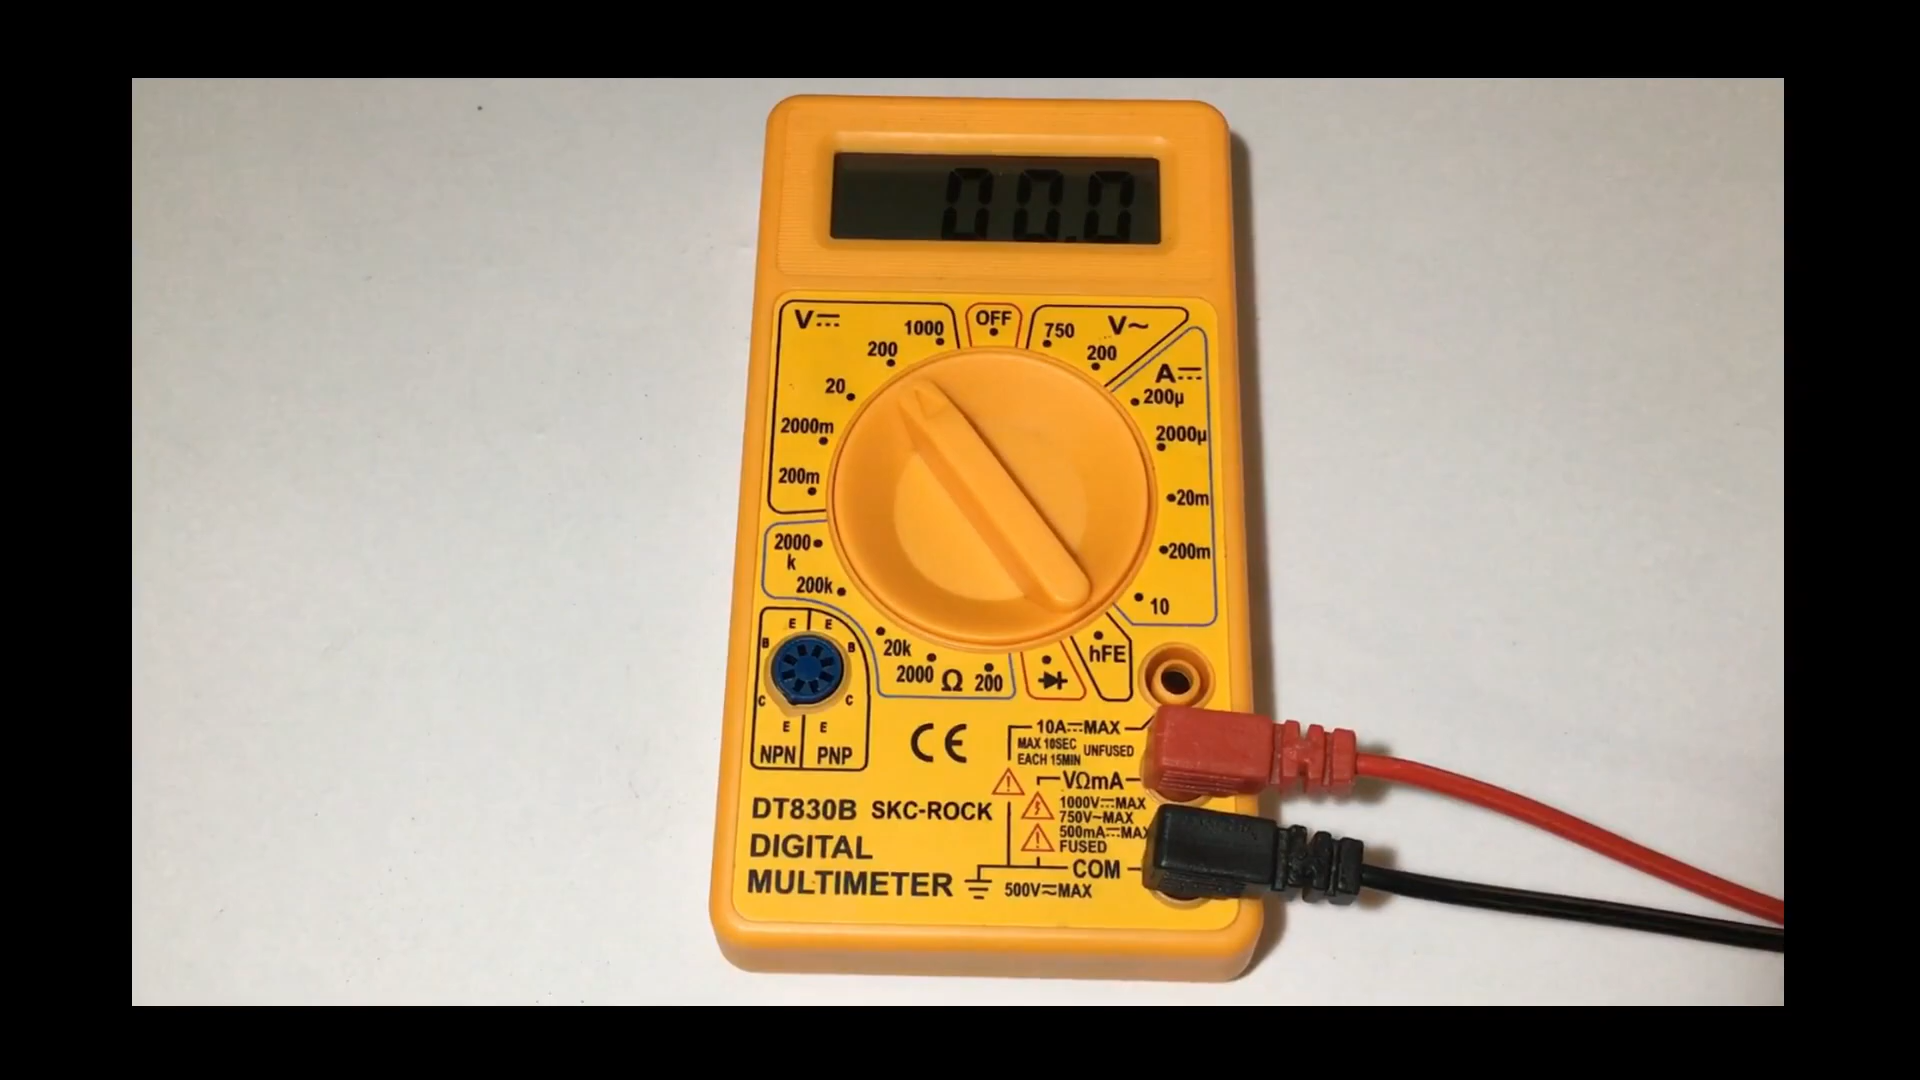 00.0
V⎓ 1000 OFF 750 V~
200 200
20 A⎓
200µ
2000m 2000µ
200m 20m
2000k 200m
200k 10
20k hFE
2000 Ω 200
E E
B B
C C
E E
NPN PNP
CE
10A⎓MAX
MAX 10SEC
EACH 15MIN
UNFUSED
VΩmA
1000V⎓MAX
750V~MAX
500mA⎓MAX
FUSED
COM
500V≂MAX
DT830B SKC-ROCK
DIGITAL
MULTIMETER